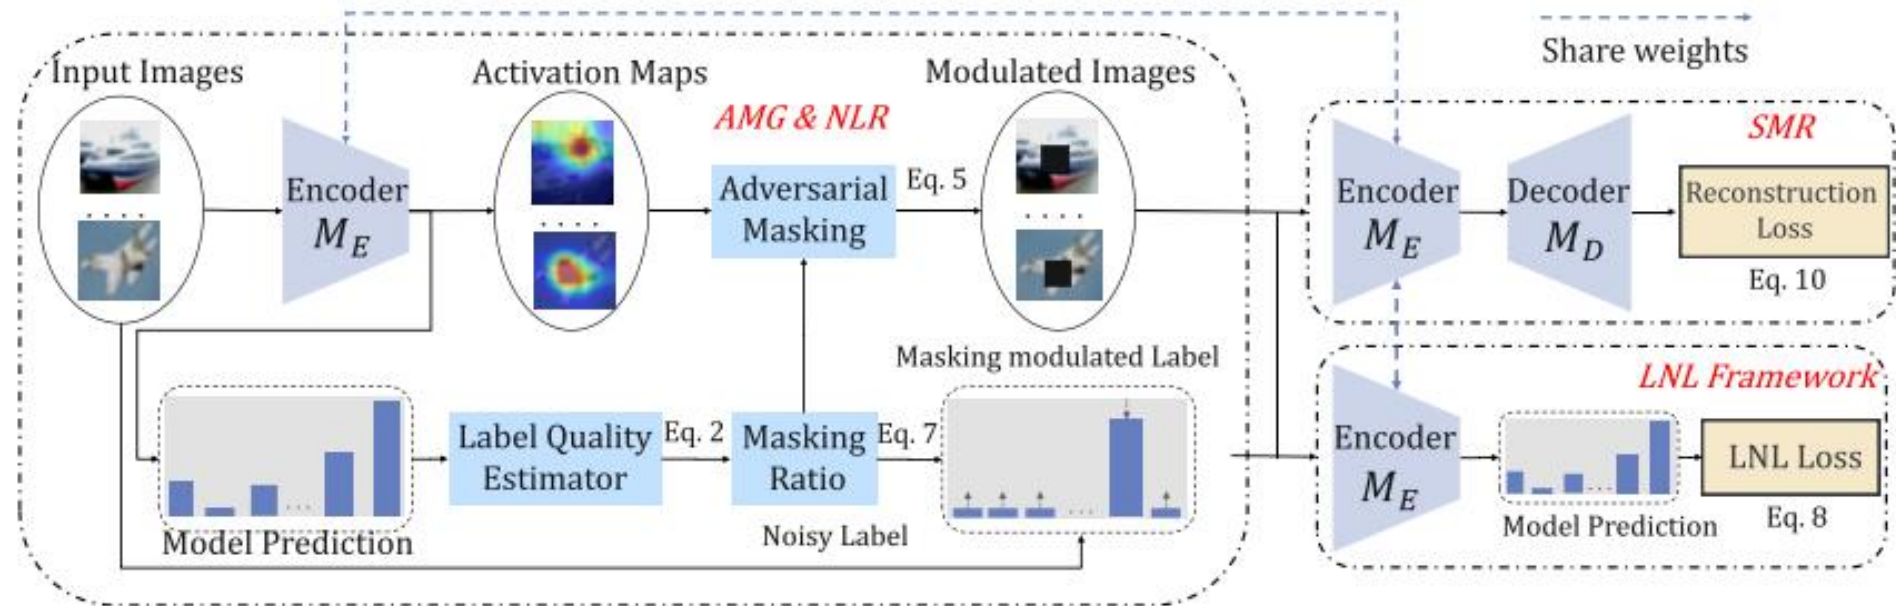 Share weights
Input Images
Activation Maps
Modulated Images
AMG & NLR
SMR
Encoder
M_E
Adversarial
Masking
Eq. 5
Encoder
M_E
Decoder
M_D
Reconstruction
Loss
Eq. 10
Masking modulated Label
LNL Framework
Label Quality
Estimator
Eq. 2
Masking
Ratio
Eq. 7
Encoder
M_E
LNL Loss
Eq. 8
Model Prediction
Noisy Label
Model Prediction